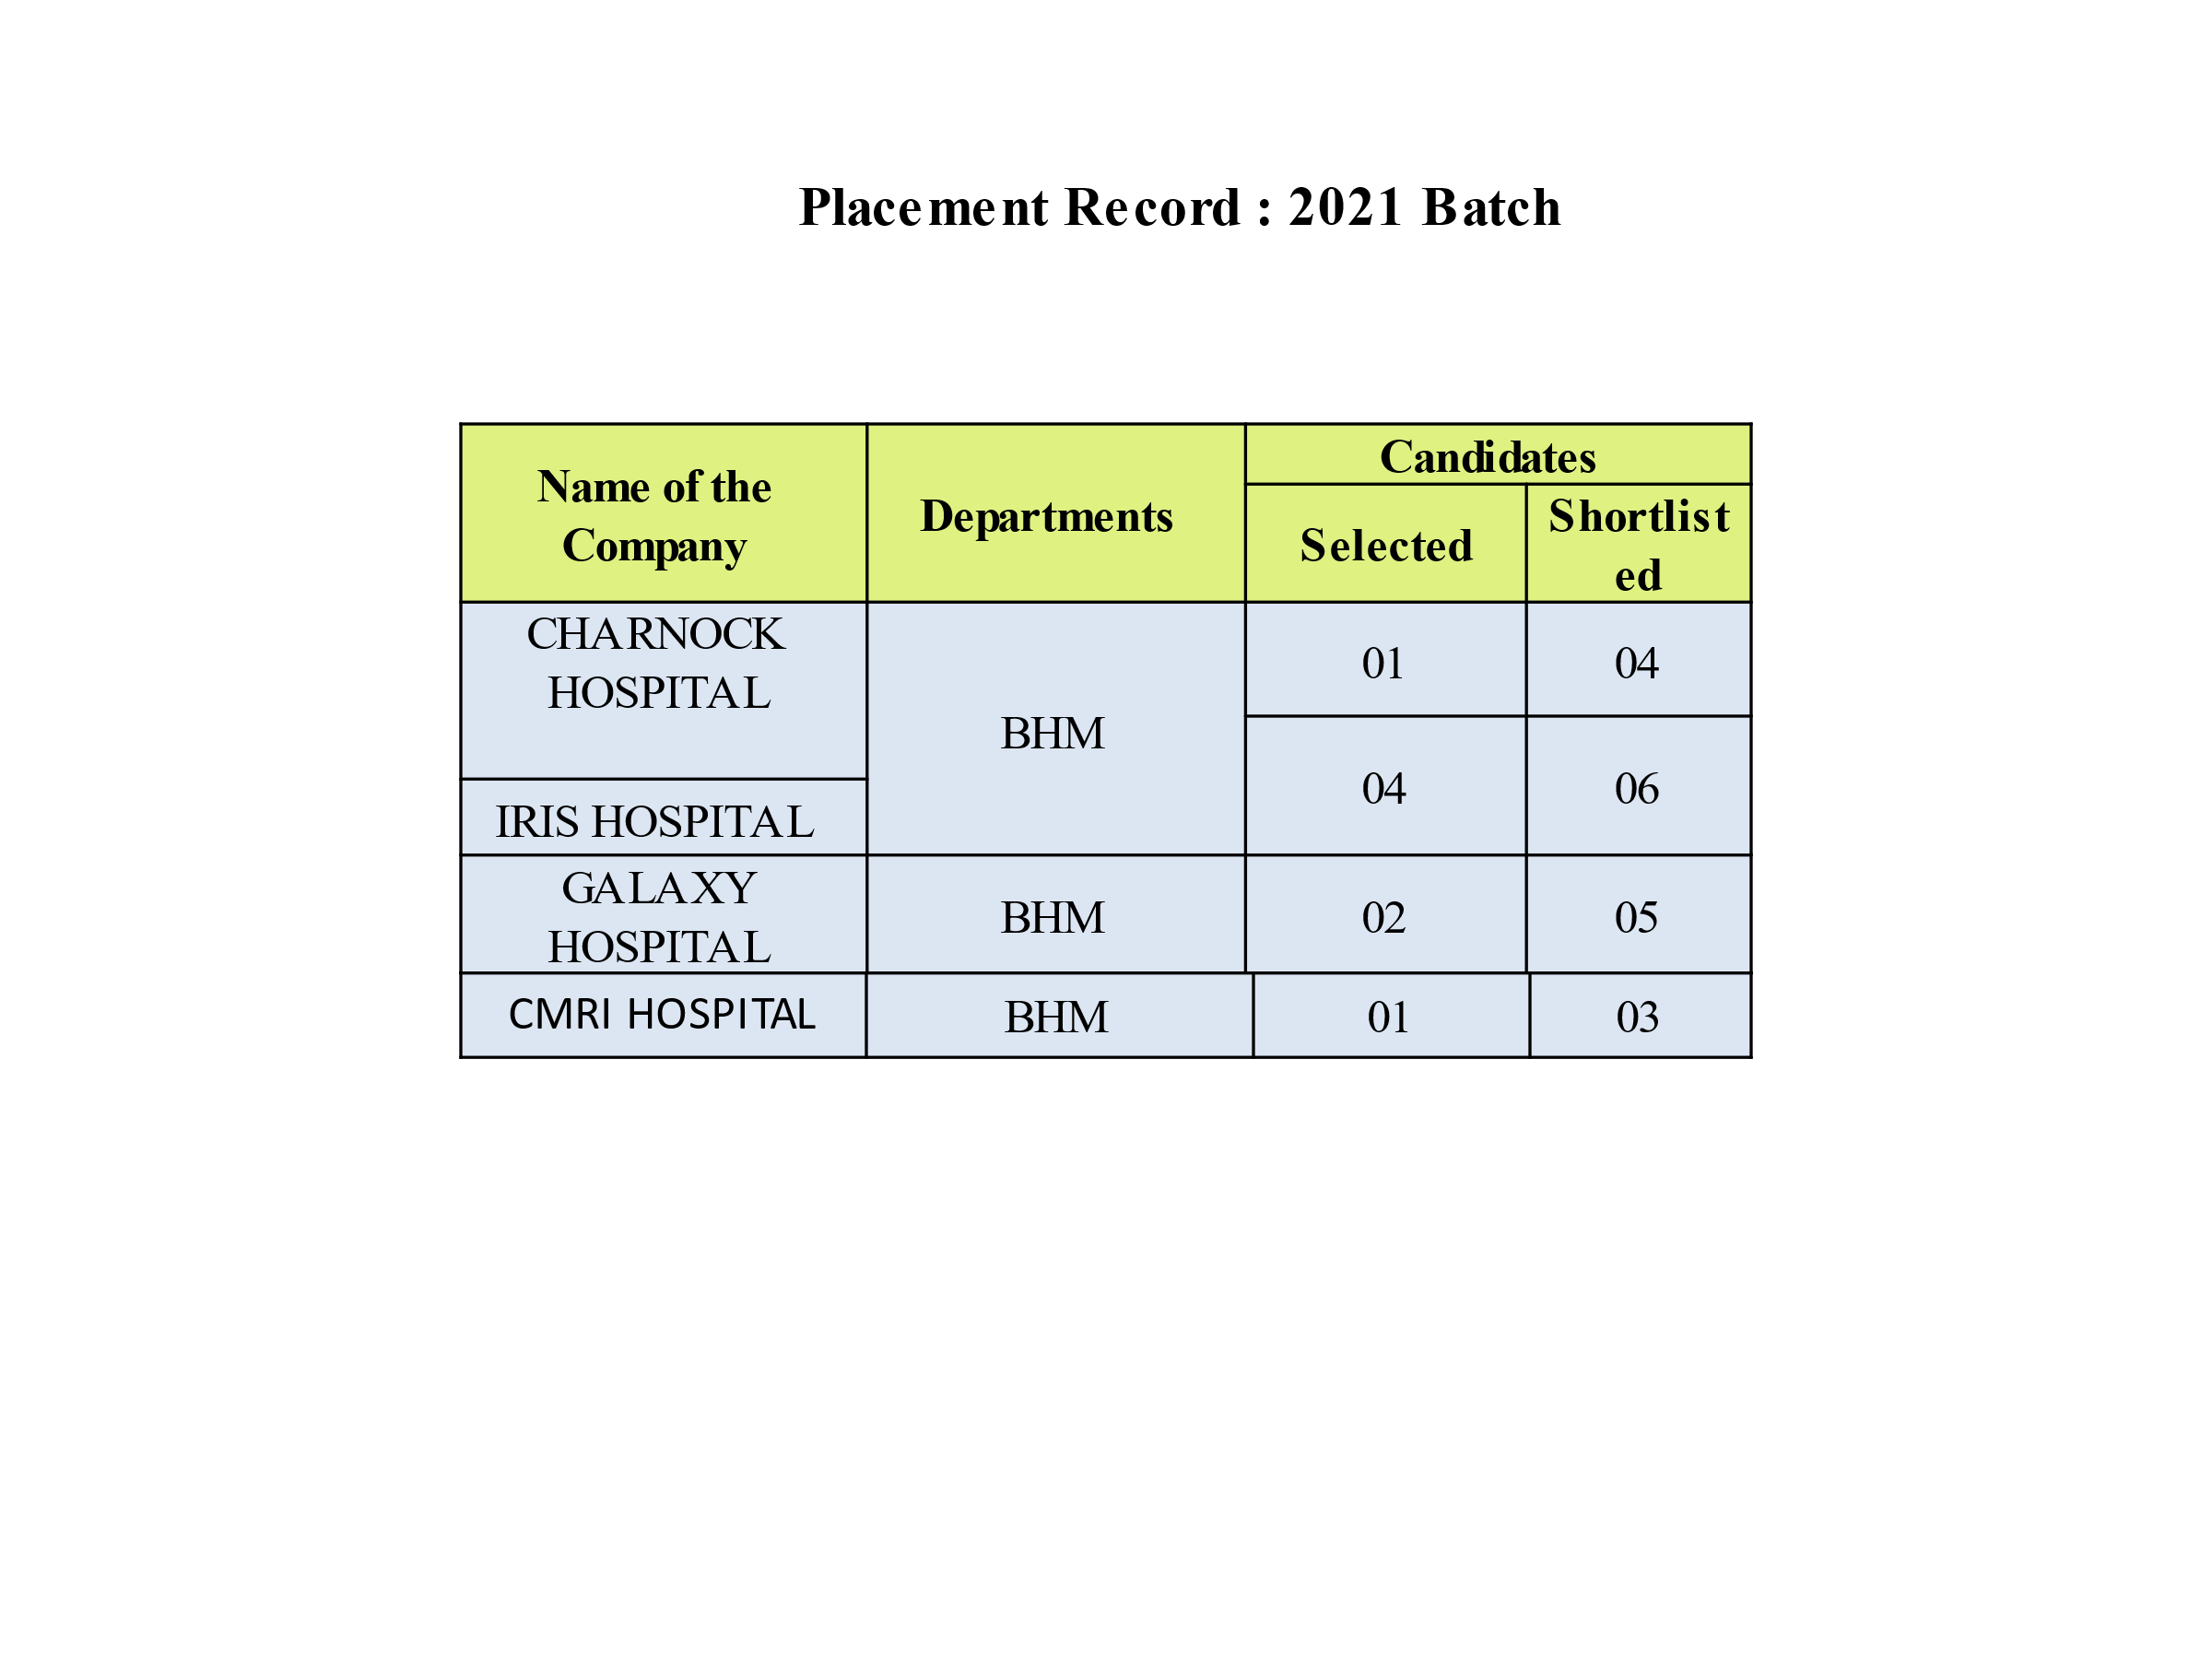 Placement Record : 2021 Batch
Name of the
Company
Departments
Candidates
Selected
Shortlist
ed
CHARNOCK
HOSPITAL
BHM
01
04
IRIS HOSPITAL
04
06
GALAXY
HOSPITAL
BHM
02
05
CMRI HOSPITAL
BHM
01
03